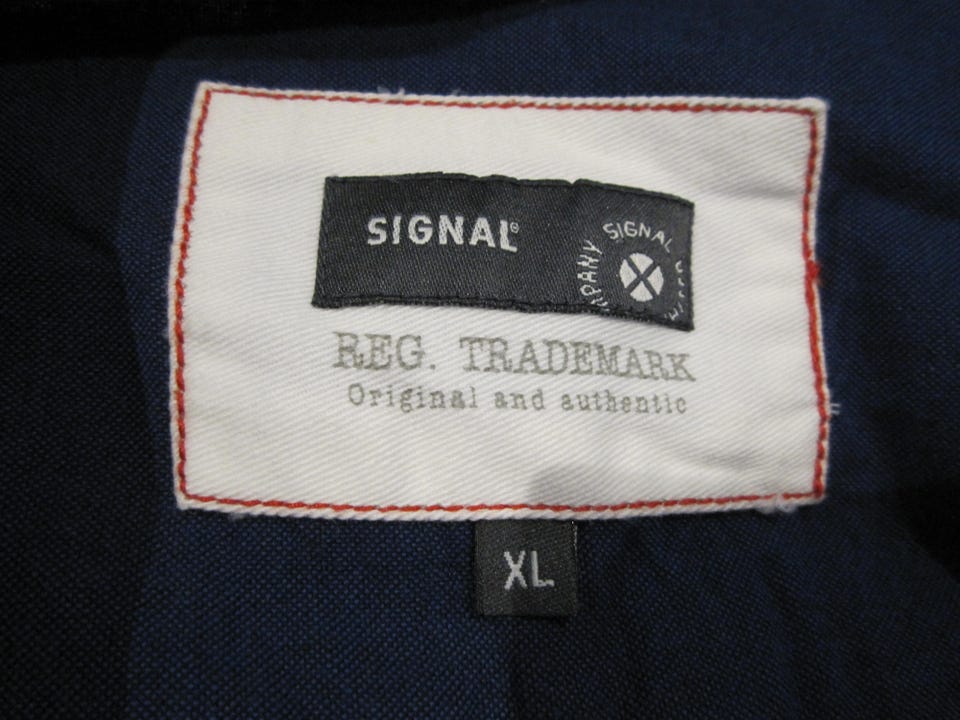 SIGNAL®
SIGNAL
REG. TRADEMARK
Original and authentic
XL